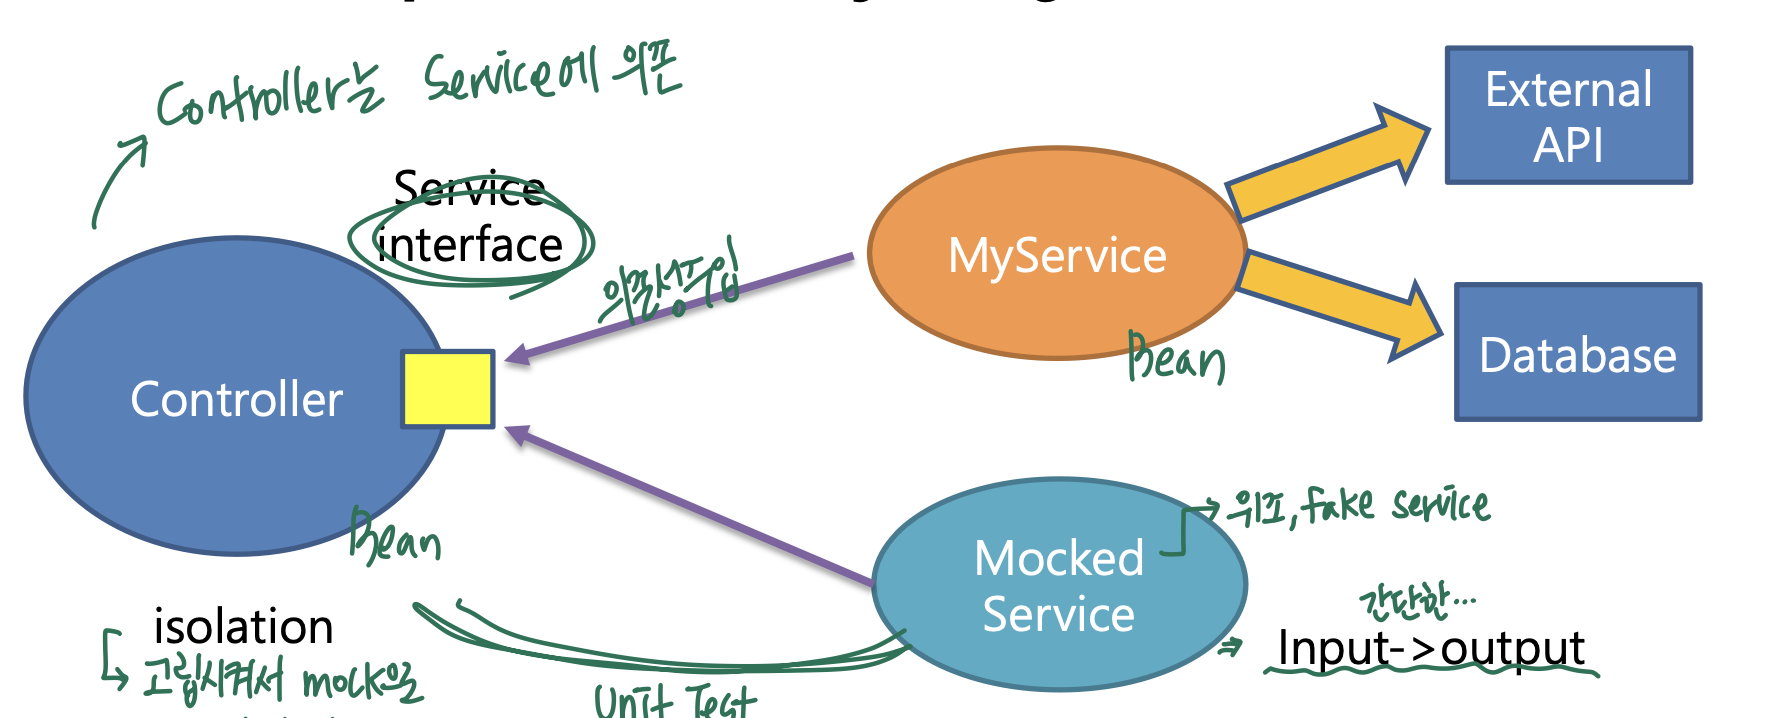 Controller는 Service에 의존
External
API
Service
interface
의존성주입
MyService
Bean
Database
Controller
Bean
Mocked
Service
위조, fake service
간단한...
Input->output
isolation
고립시켜서 mock을
Unit Test